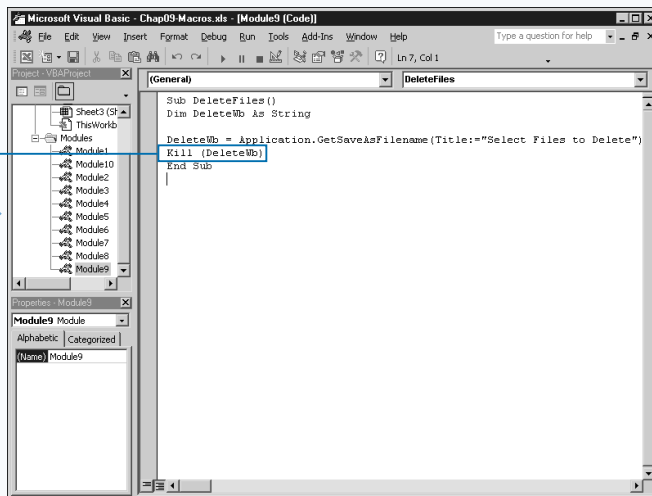 Microsoft Visual Basic - Chap09-Macros.xls - [Module9 (Code)]
File Edit View Insert Format Debug Run Tools Add-Ins Window Help
Type a question for help
Ln 7, Col 1
Project - VBAProject
(General)
DeleteFiles
Sheet3 (Sh
ThisWorkb
Modules
Module1
Module10
Module2
Module3
Module4
Module5
Module6
Module7
Module8
Module9
Sub DeleteFiles()
Dim DeleteWb As String
DeleteWb = Application.GetSaveAsFilename(Title:="Select Files to Delete")
Kill (DeleteWb)
End Sub
Properties - Module9
Module9 Module
Alphabetic Categorized
(Name) Module9